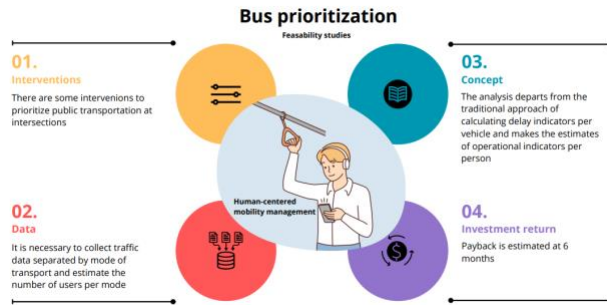 Bus prioritization
Feasability studies
01.
Interventions
There are some intervenions to
prioritize public transportation at
intersections
02.
Data
It is necessary to collect traffic
data separated by mode of
transport and estimate the
number of users per mode
Human-centered
mobility management
03.
Concept
The analysis departs from the
traditional approach of
calculating delay indicators per
vehicle and makes the estimates
of operational indicators per
person
04.
Investment return
Payback is estimated at 6
months
$